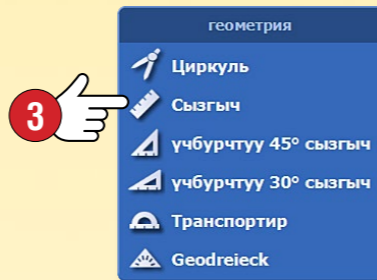 геометрия
Циркуль
3
Сызгыч
үчбурчтуу 45° сызгыч
үчбурчтуу 30° сызгыч
Транспортир
Geodreieck